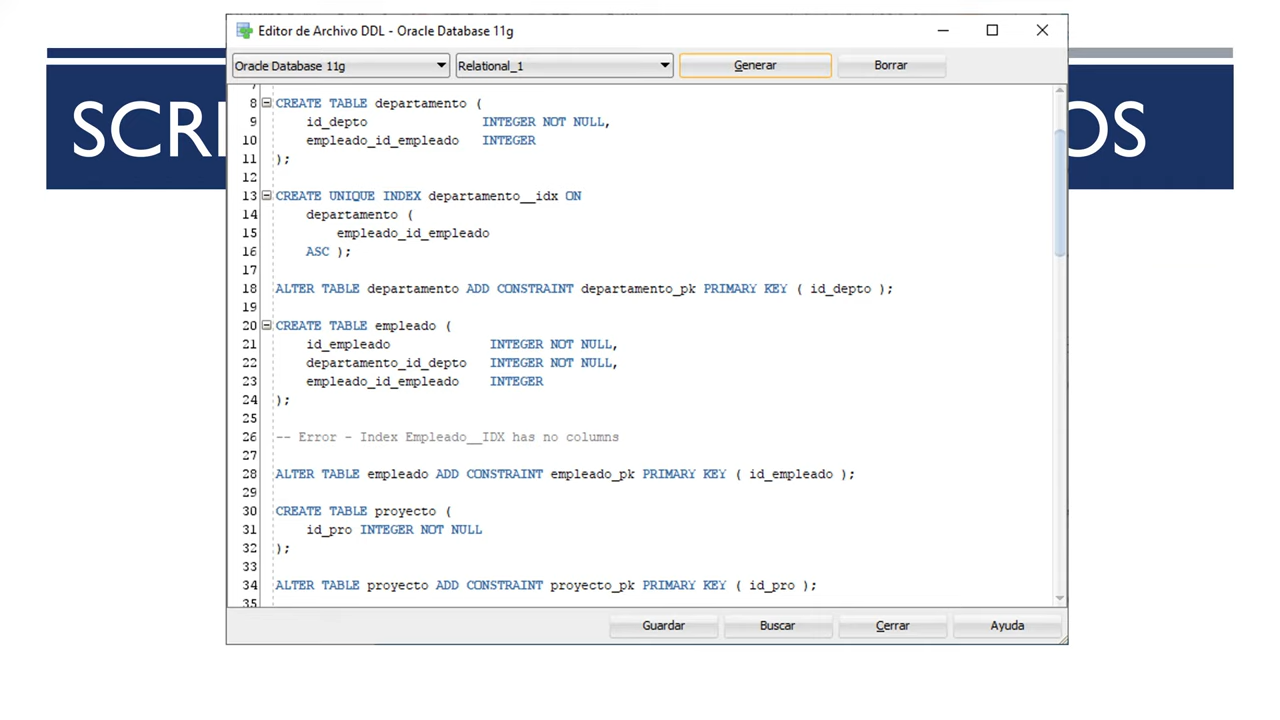 Editor de Archivo DDL - Oracle Database 11g
Oracle Database 11g Relational_1 Generar Borrar
SCRI OS
7
8 CREATE TABLE departamento (
9 id_depto INTEGER NOT NULL,
10 empleado_id_empleado INTEGER
11 );
12
13 CREATE UNIQUE INDEX departamento__idx ON
14 departamento (
15 empleado_id_empleado
16 ASC );
17
18 ALTER TABLE departamento ADD CONSTRAINT departamento_pk PRIMARY KEY ( id_depto );
19
20 CREATE TABLE empleado (
21 id_empleado INTEGER NOT NULL,
22 departamento_id_depto INTEGER NOT NULL,
23 empleado_id_empleado INTEGER
24 );
25
26 -- Error - Index Empleado__IDX has no columns
27
28 ALTER TABLE empleado ADD CONSTRAINT empleado_pk PRIMARY KEY ( id_empleado );
29
30 CREATE TABLE proyecto (
31 id_pro INTEGER NOT NULL
32 );
33
34 ALTER TABLE proyecto ADD CONSTRAINT proyecto_pk PRIMARY KEY ( id_pro );
35
Guardar Buscar Cerrar Ayuda